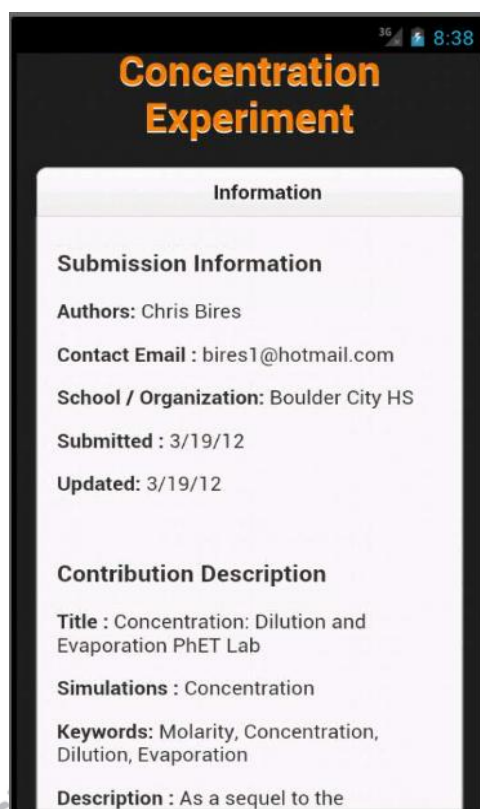 3G 8:38
Concentration
Experiment
Information
Submission Information
Authors: Chris Bires
Contact Email : bires1@hotmail.com
School / Organization: Boulder City HS
Submitted : 3/19/12
Updated: 3/19/12
Contribution Description
Title : Concentration: Dilution and
Evaporation PhET Lab
Simulations : Concentration
Keywords: Molarity, Concentration,
Dilution, Evaporation
Description : As a sequel to the